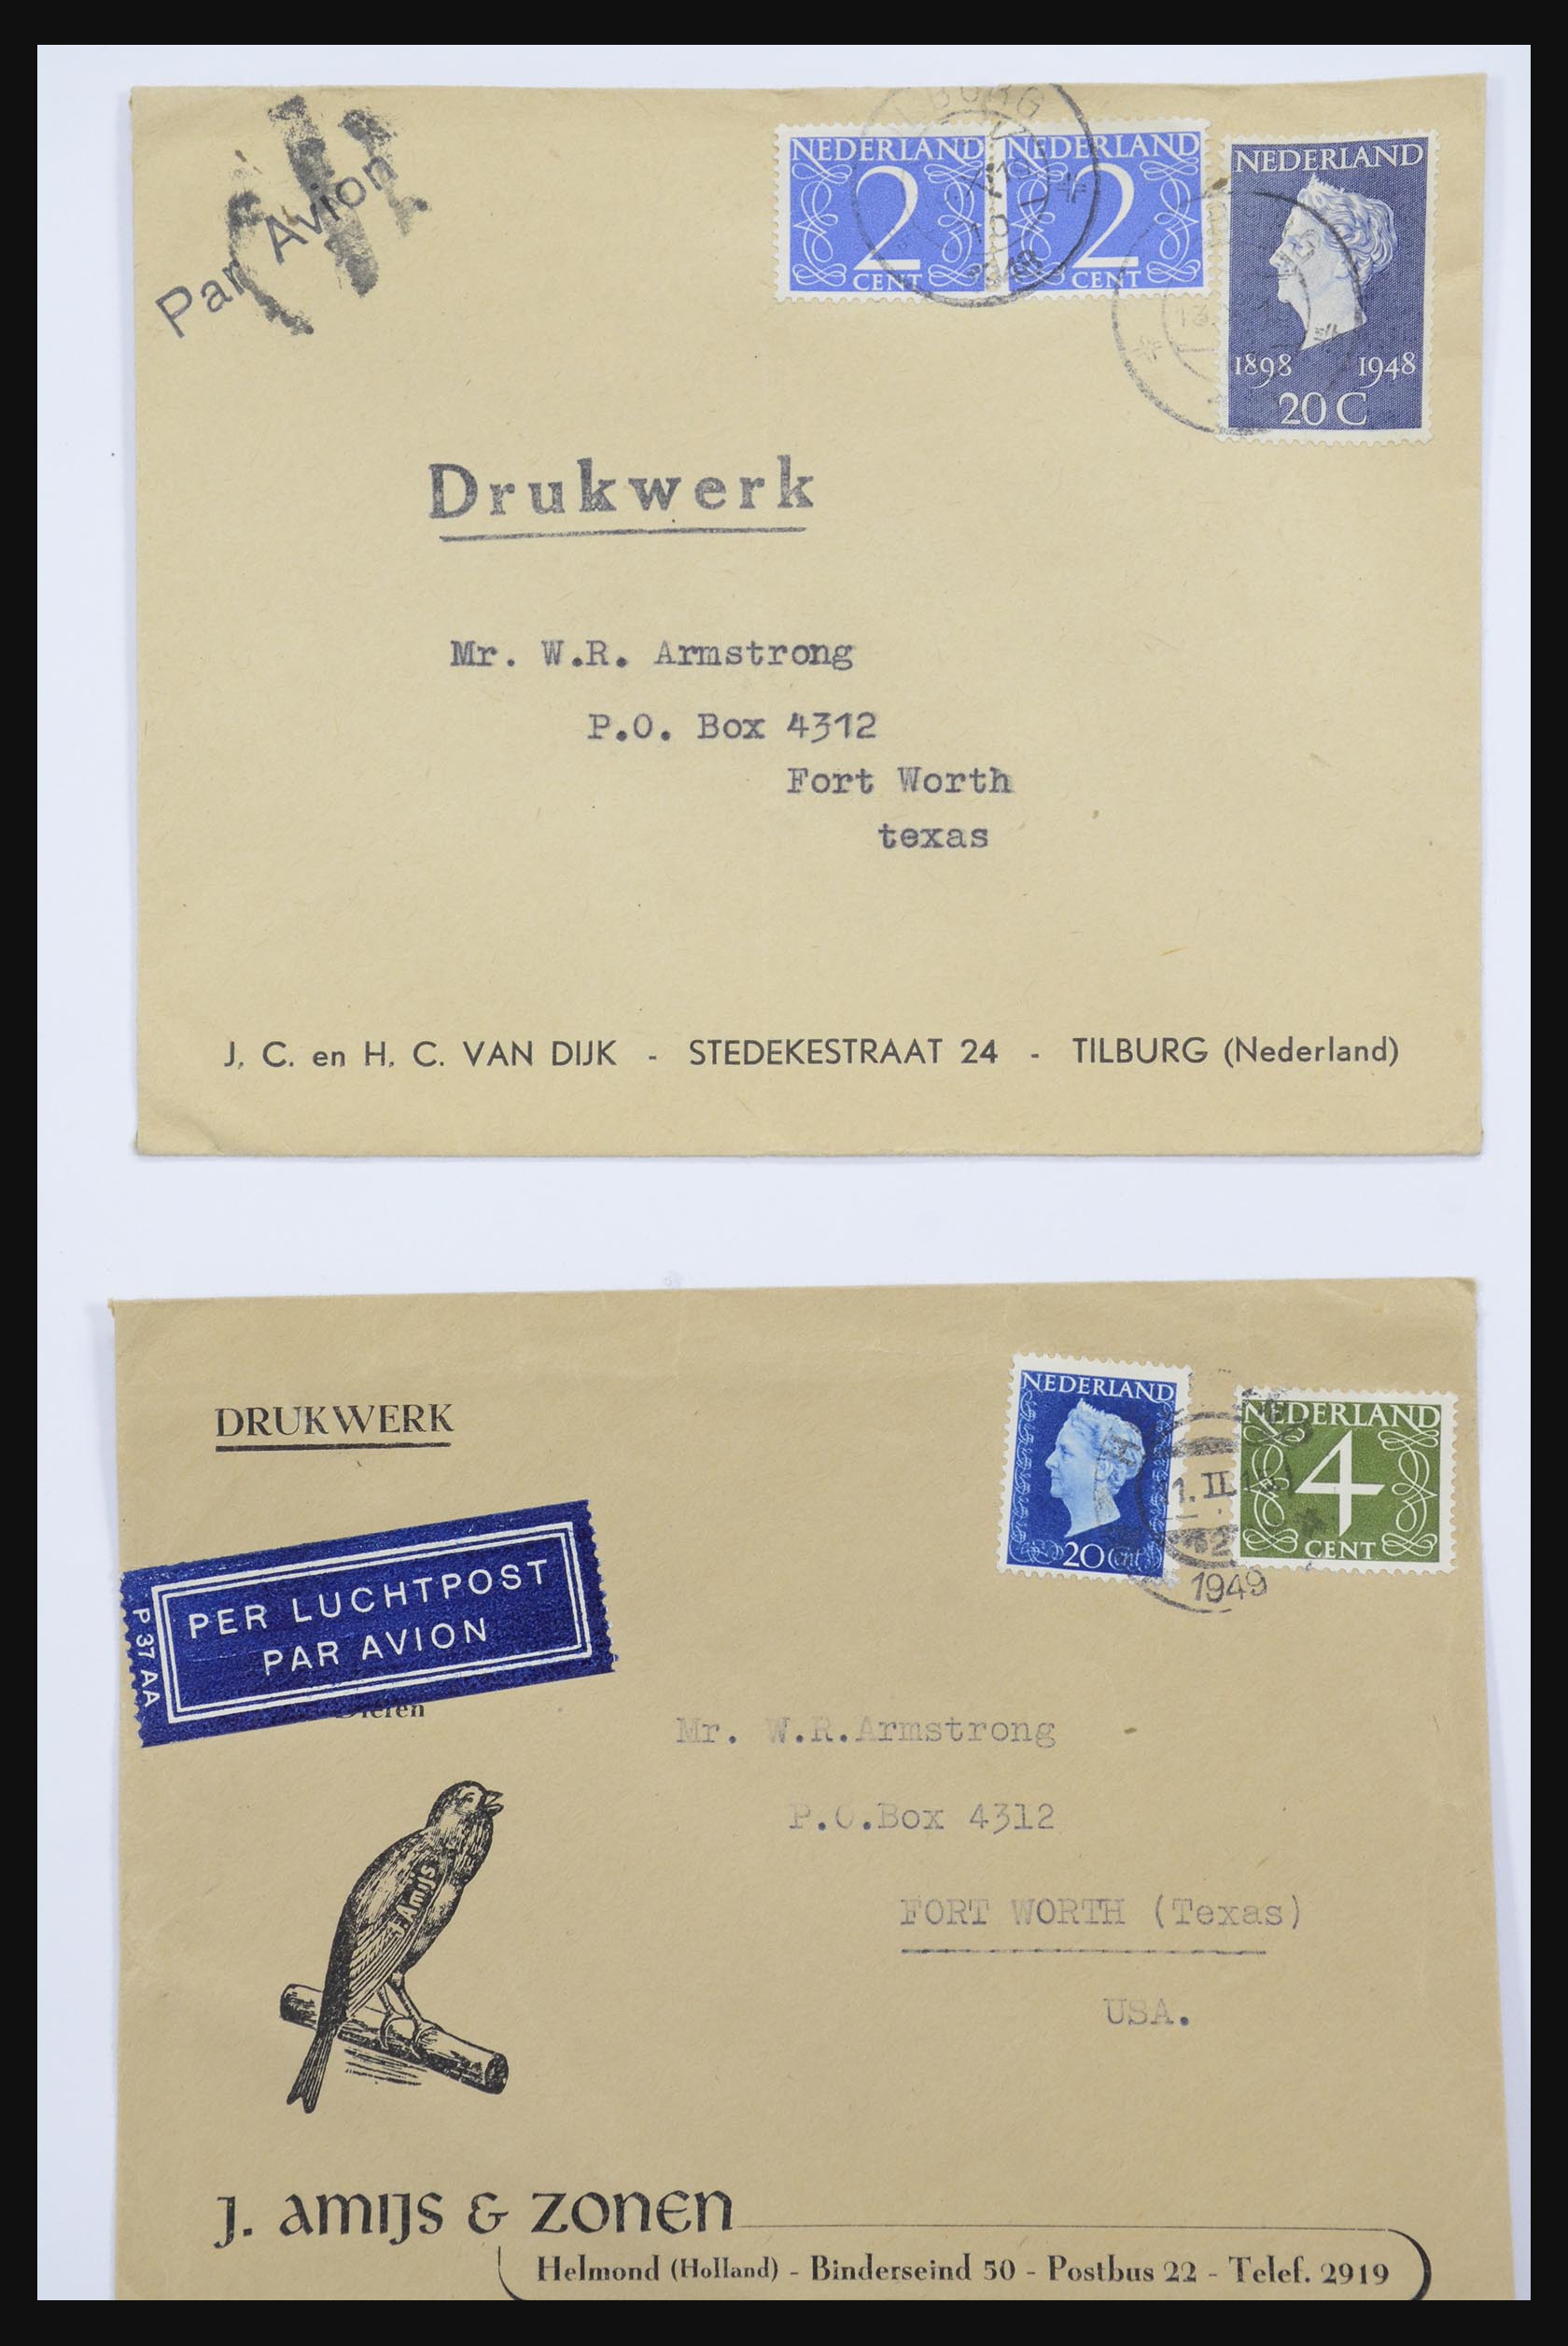 Par Avion
NEDERLAND
2
CENT
NEDERLAND
2
CENT
1948
NEDERLAND
1898 1948
20 C
Drukwerk
Mr. W.R. Armstrong
P.O. Box 4312
Fort Worth
texas
J. C. en H. C. VAN DIJK - STEDEKESTRAAT 24 - TILBURG (Nederland)
DRUKWERK
NEDERLAND
20 Cnt
NEDERLAND
4
CENT
1949
PER LUCHTPOST
PAR AVION
P 37 AA
Mr. W.R.Armstrong
P.O.Box 4312
FORT WORTH (Texas)
USA.
J. Amijs
J. AMIJS & ZONEN
Helmond (Holland) - Binderseind 50 - Postbus 22 - Telef. 2919